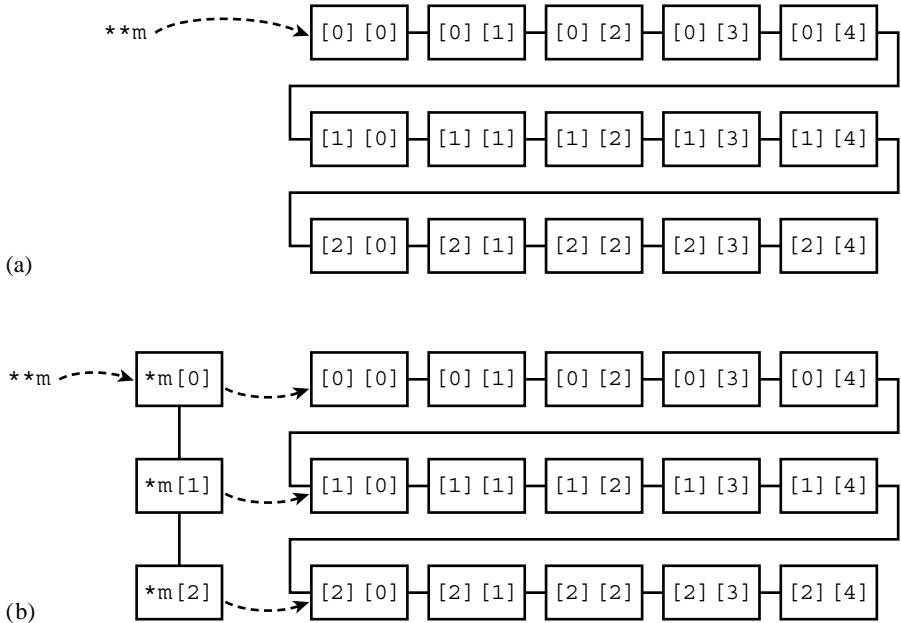 **m [0] [0] [0] [1] [0] [2] [0] [3] [0] [4]
[1] [0] [1] [1] [1] [2] [1] [3] [1] [4]
[2] [0] [2] [1] [2] [2] [2] [3] [2] [4]
(a)
**m *m[0] [0] [0] [0] [1] [0] [2] [0] [3] [0] [4]
*m[1] [1] [0] [1] [1] [1] [2] [1] [3] [1] [4]
*m[2] [2] [0] [2] [1] [2] [2] [2] [3] [2] [4]
(b)